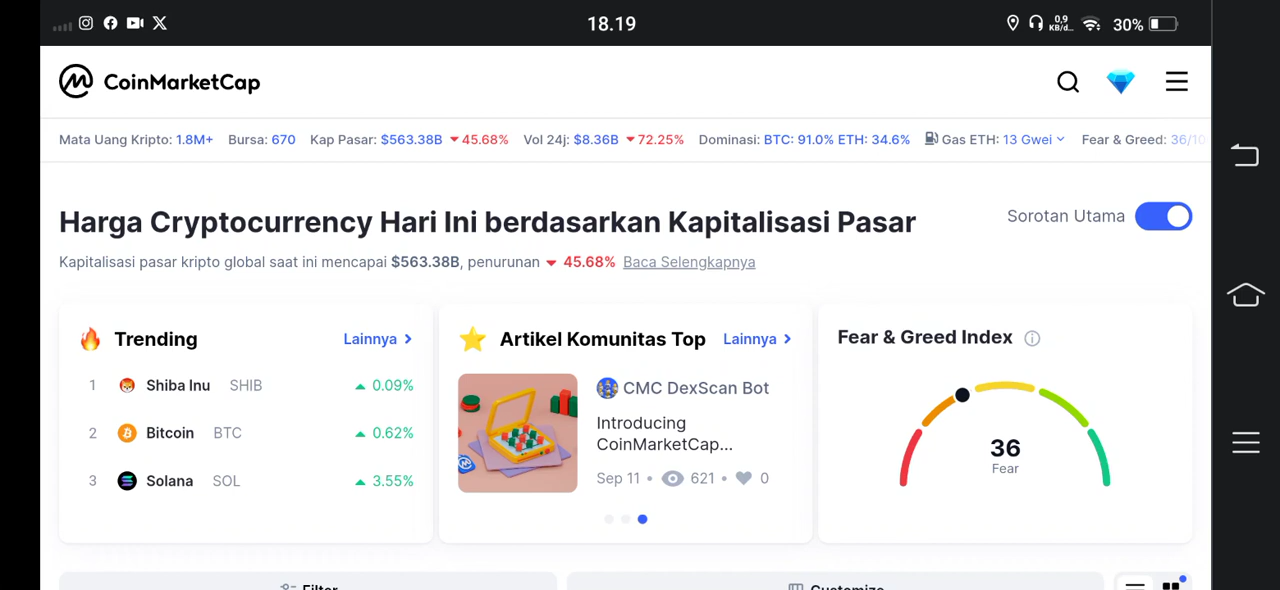 18.19
0,9
KB/d...
30%
CoinMarketCap
Mata Uang Kripto: 1.8M+ Bursa: 670 Kap Pasar: $563.38B 45.68% Vol 24j: $8.36B 72.25% Dominasi: BTC: 91.0% ETH: 34.6% Gas ETH: 13 Gwei Fear & Greed: 36/10
Harga Cryptocurrency Hari Ini berdasarkan Kapitalisasi Pasar
Sorotan Utama
Kapitalisasi pasar kripto global saat ini mencapai $563.38B, penurunan 45.68% Baca Selengkapnya
Trending Lainnya
1 Shiba Inu SHIB 0.09%
2 Bitcoin BTC 0.62%
3 Solana SOL 3.55%
Artikel Komunitas Top Lainnya
CMC DexScan Bot
Introducing
CoinMarketCap...
Sep 11 • 621 • 0
Fear & Greed Index
36
Fear
Filter
Customize